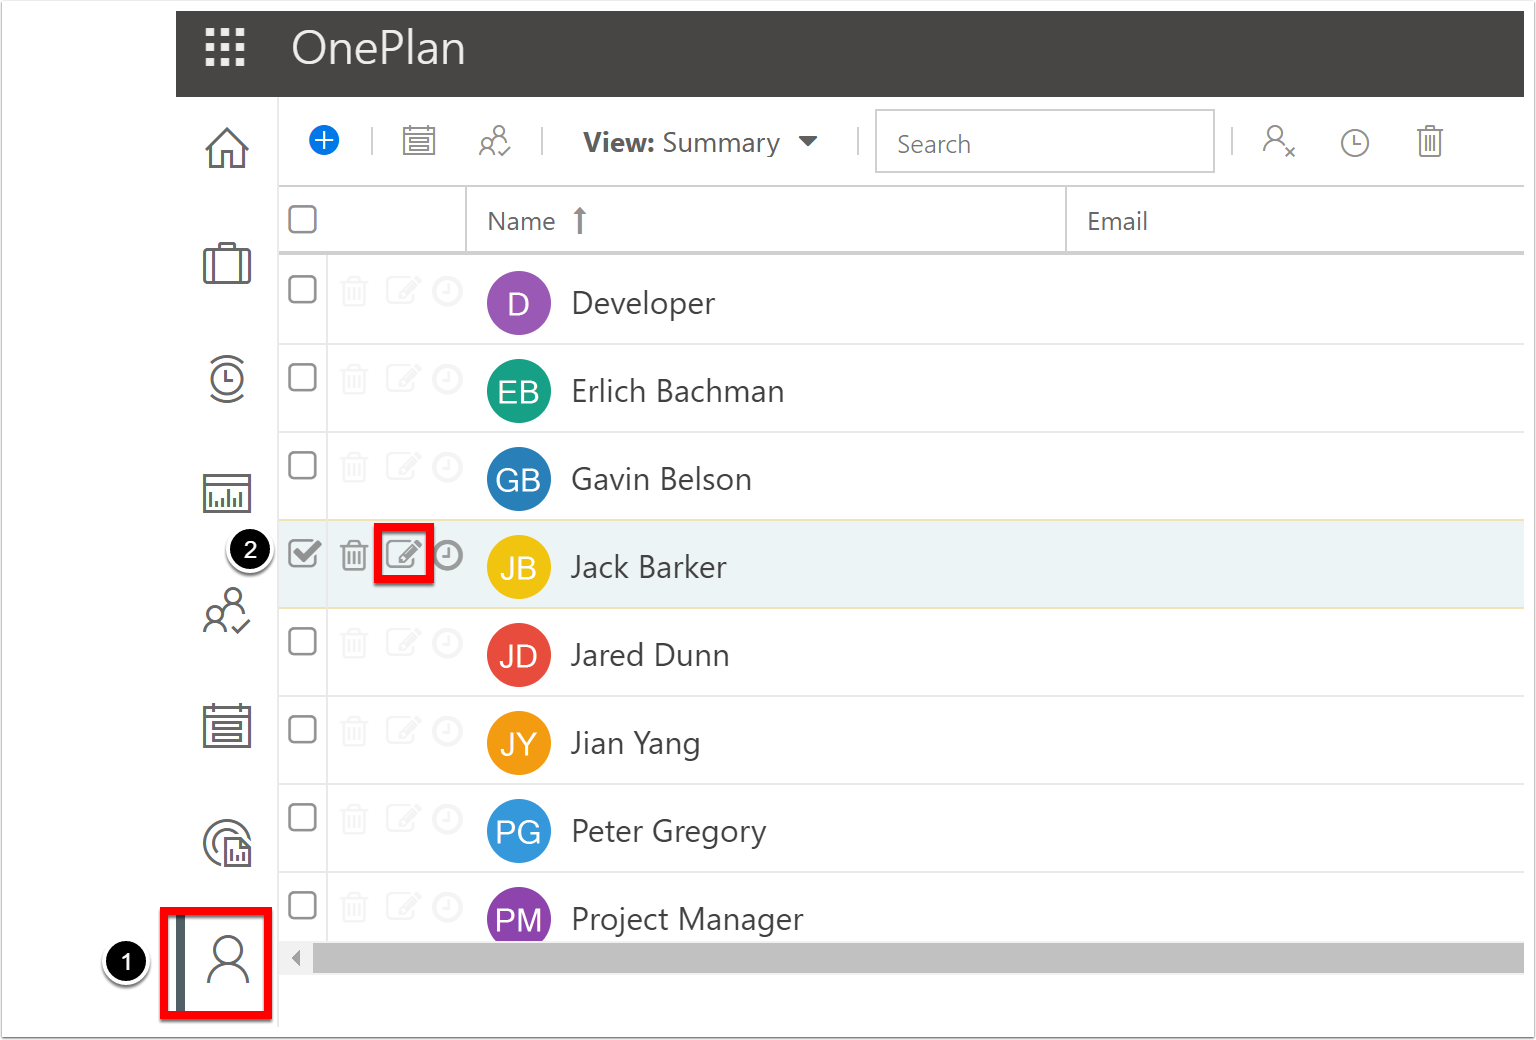 OnePlan
View: Summary
Search
Name
Email
D Developer
EB Erlich Bachman
GB Gavin Belson
2
JB Jack Barker
JD Jared Dunn
JY Jian Yang
PG Peter Gregory
PM Project Manager
1